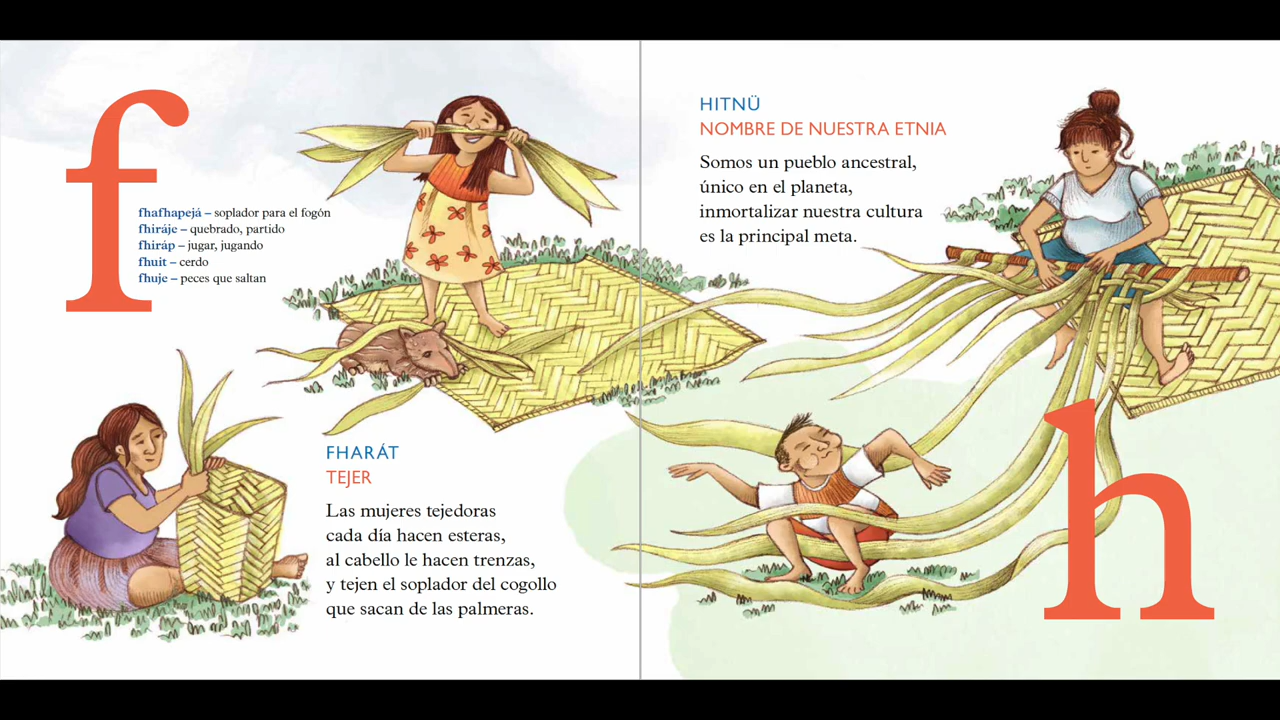 f
fhafhapejá – soplador para el fogón
fhiráje – quebrado, partido
fhiráp – jugar, jugando
fhuit – cerdo
fhuje – peces que saltan
FHARÁT
TEJER
Las mujeres tejedoras
cada día hacen esteras,
al cabello le hacen trenzas,
y tejen el soplador del cogollo
que sacan de las palmeras.
HITNÜ
NOMBRE DE NUESTRA ETNIA
Somos un pueblo ancestral,
único en el planeta,
inmortalizar nuestra cultura
es la principal meta.
h